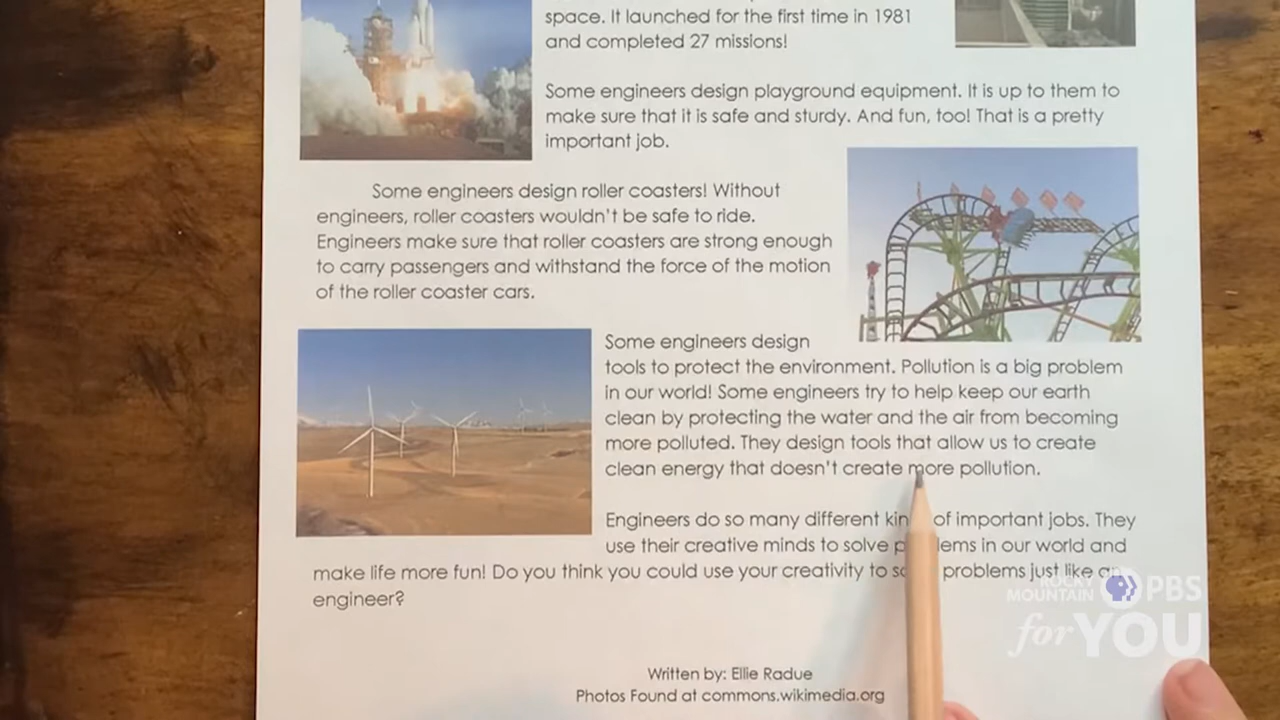 space. It launched for the first time in 1981
and completed 27 missions!
Some engineers design playground equipment. It is up to them to
make sure that it is safe and sturdy. And fun, too! That is a pretty
important job.
Some engineers design roller coasters! Without
engineers, roller coasters wouldn't be safe to ride.
Engineers make sure that roller coasters are strong enough
to carry passengers and withstand the force of the motion
of the roller coaster cars.
Some engineers design
tools to protect the environment. Pollution is a big problem
in our world! Some engineers try to help keep our earth
clean by protecting the water and the air from becoming
more polluted. They design tools that allow us to create
clean energy that doesn't create more pollution.
Engineers do so many different of important jobs. They
use their creative minds to solve in our world and
make life more fun! Do you think you could use your creativity to problems just like an
engineer?
Written by: Ellie Radue
Photos Found at commons.wikimedia.org
ROCKY
MOUNTAIN PBS
for YOU